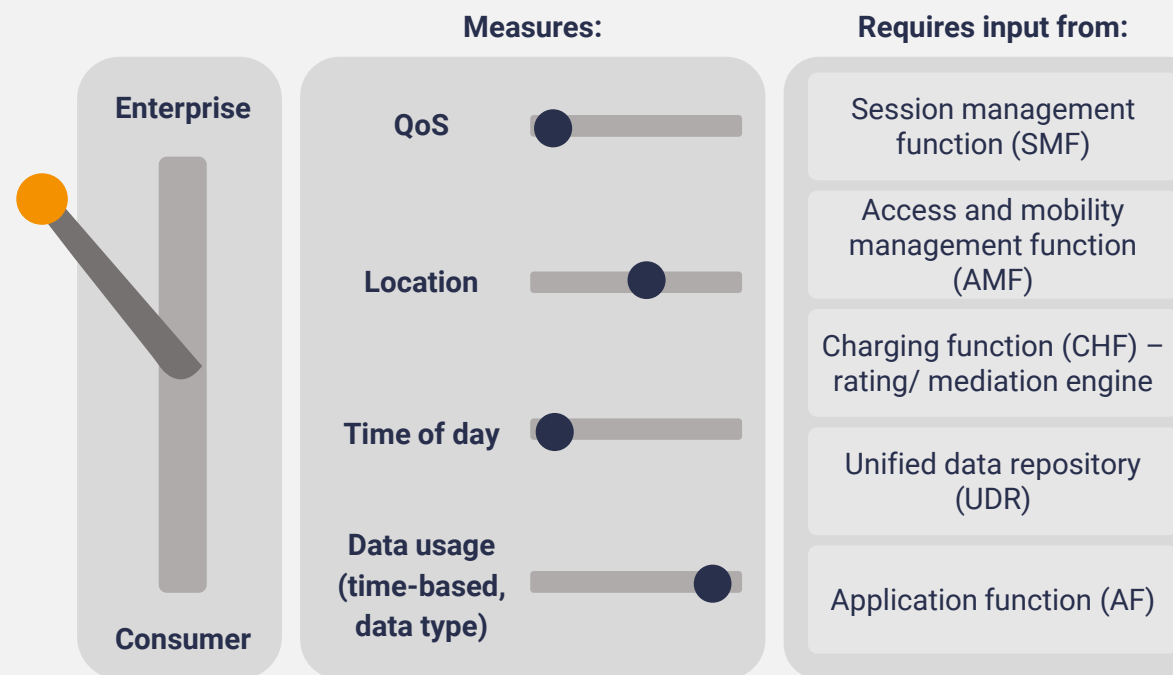 Measures:
Requires input from:
Enterprise
Consumer
QoS
Location
Time of day
Data usage
(time-based,
data type)
Session management
function (SMF)
Access and mobility
management function
(AMF)
Charging function (CHF) –
rating/ mediation engine
Unified data repository
(UDR)
Application function (AF)